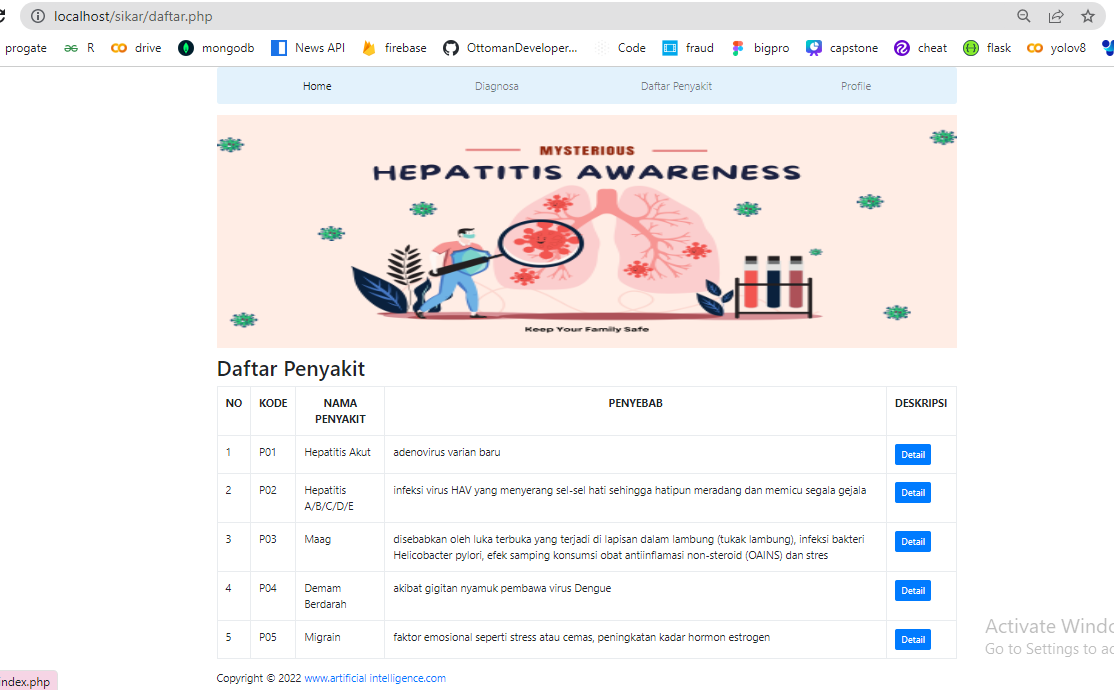 localhost/sikar/daftar.php
progate R drive mongodb News API firebase OttomanDeveloper... Code fraud bigpro capstone cheat flask yolov8
Home Diagnosa Daftar Penyakit Profile
MYSTERIOUS
HEPATITIS AWARENESS
Keep Your Family Safe
Daftar Penyakit
NO KODE NAMA PENYEBAB DESKRIPSI
PENYAKIT
1 P01 Hepatitis Akut adenovirus varian baru Detail
2 P02 Hepatitis infeksi virus HAV yang menyerang sel-sel hati sehingga hatipun meradang dan memicu segala gejala Detail
A/B/C/D/E
3 P03 Maag disebabkan oleh luka terbuka yang terjadi di lapisan dalam lambung (tukak lambung), infeksi bakteri Detail
Helicobacter pylori, efek samping konsumsi obat antiinflamasi non-steroid (OAINS) dan stres
4 P04 Demam akibat gigitan nyamuk pembawa virus Dengue Detail
Berdarah
5 P05 Migrain faktor emosional seperti stress atau cemas, peningkatan kadar hormon estrogen Detail
Activate Windo
Go to Settings to ac
Copyright © 2022 www.artificial intelligence.com
index.php